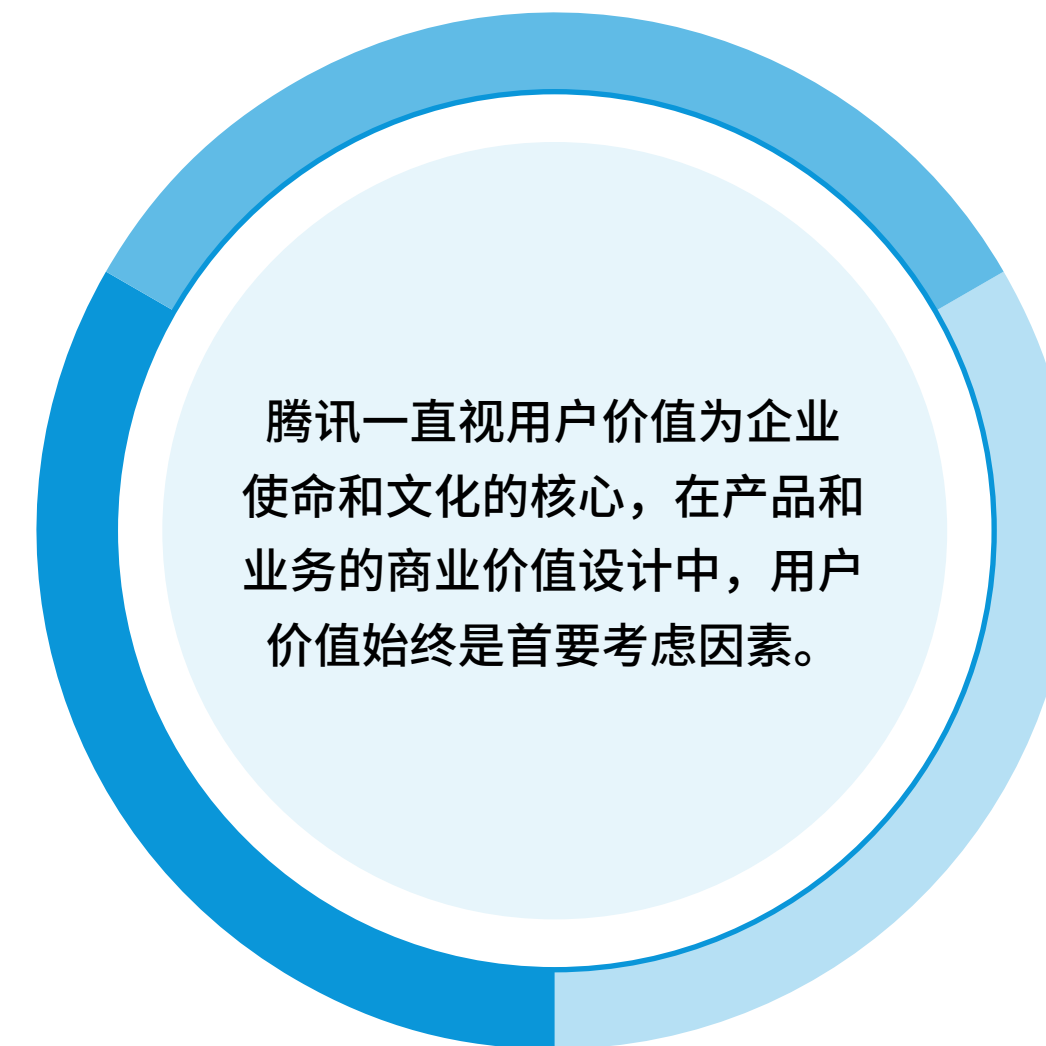 腾讯一直视用户价值为企业
使命和文化的核心，在产品和
业务的商业价值设计中，用户
价值始终是首要考虑因素。